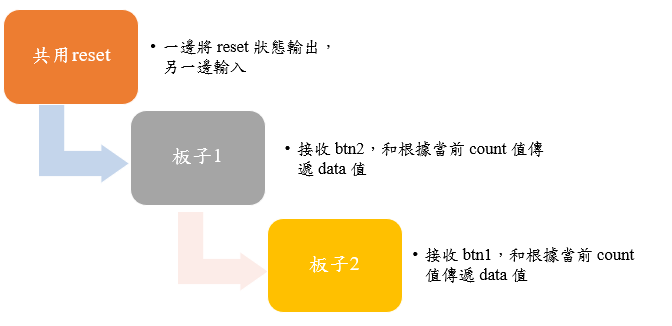 共用reset
• 一邊將 reset 狀態輸出，
另一邊輸入
板子1
• 接收 btn2，和根據當前 count 值傳
遞 data 值
板子2
• 接收 btn1，和根據當前 count
值傳遞 data 值